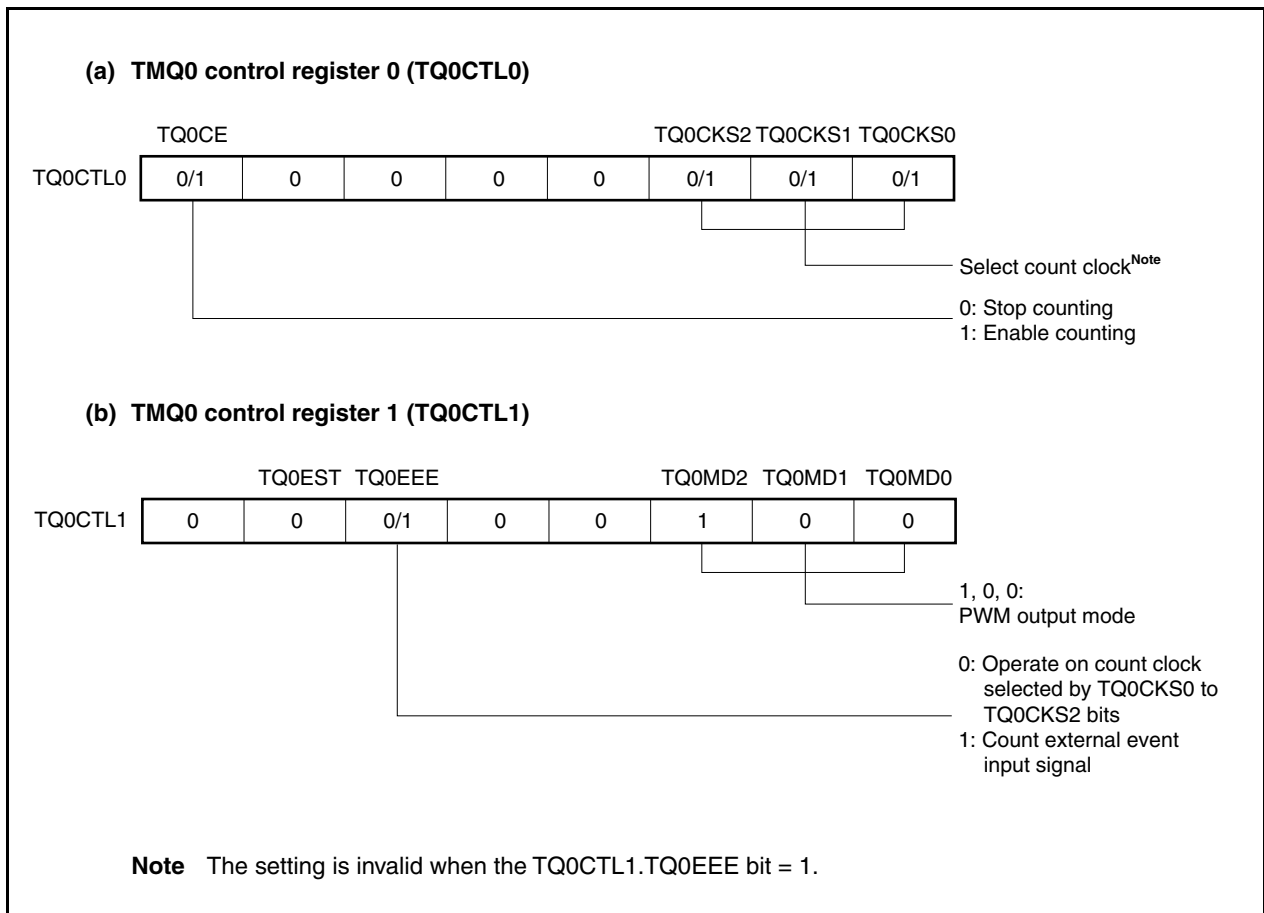 (a) TMQ0 control register 0 (TQ0CTL0)
TQ0CE TQ0CKS2 TQ0CKS1 TQ0CKS0
TQ0CTL0 0/1 0 0 0 0 0/1 0/1 0/1
Select count clockNote
0: Stop counting
1: Enable counting
(b) TMQ0 control register 1 (TQ0CTL1)
TQ0EST TQ0EEE TQ0MD2 TQ0MD1 TQ0MD0
TQ0CTL1 0 0 0/1 0 0 1 0 0
1, 0, 0:
PWM output mode
0: Operate on count clock
selected by TQ0CKS0 to
TQ0CKS2 bits
1: Count external event
input signal
Note The setting is invalid when the TQ0CTL1.TQ0EEE bit = 1.